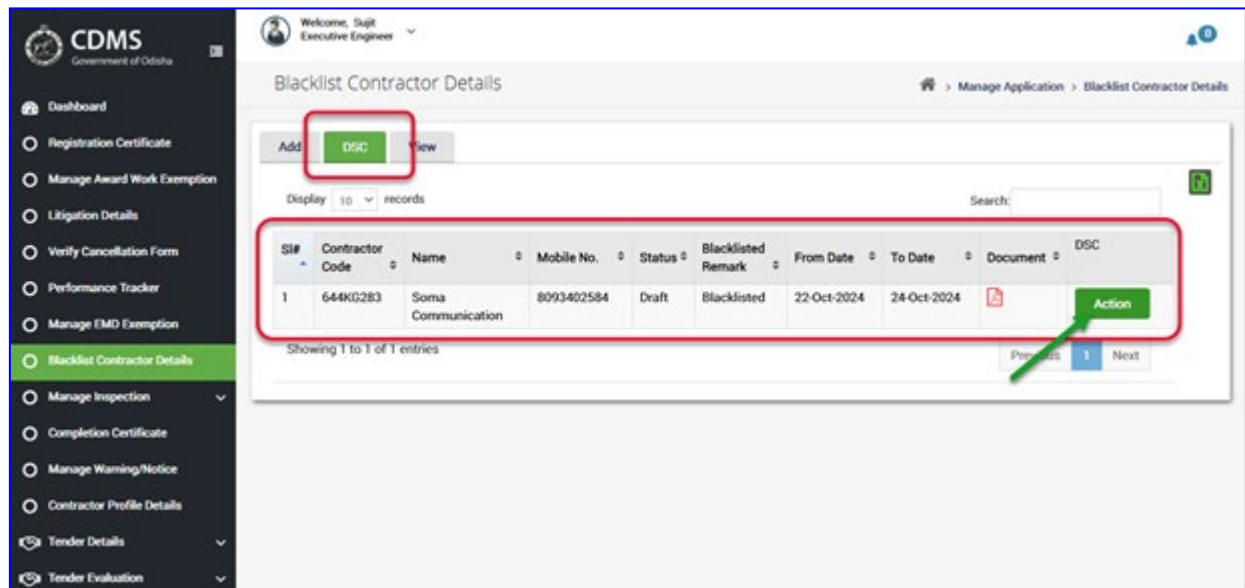 CDMS
Government of Odisha
Welcome, Sujit
Executive Engineer
0
Blacklist Contractor Details
> Manage Application > Blacklist Contractor Details
Dashboard
Registration Certificate
Manage Award Work Exemption
Litigation Details
Verify Cancellation Form
Performance Tracker
Manage EMD Exemption
Blacklist Contractor Details
Manage Inspection
Completion Certificate
Manage Warning/Notice
Contractor Profile Details
Tender Details
Tender Evaluation
Add DSC View
Display 10 records Search:
Sl# Contractor Code Name Mobile No. Status Blacklisted Remark From Date To Date Document DSC
1 644KG283 Soma Communication 8093402584 Draft Blacklisted 22-Oct-2024 24-Oct-2024 Action
Showing 1 to 1 of 1 entries
Previous 1 Next